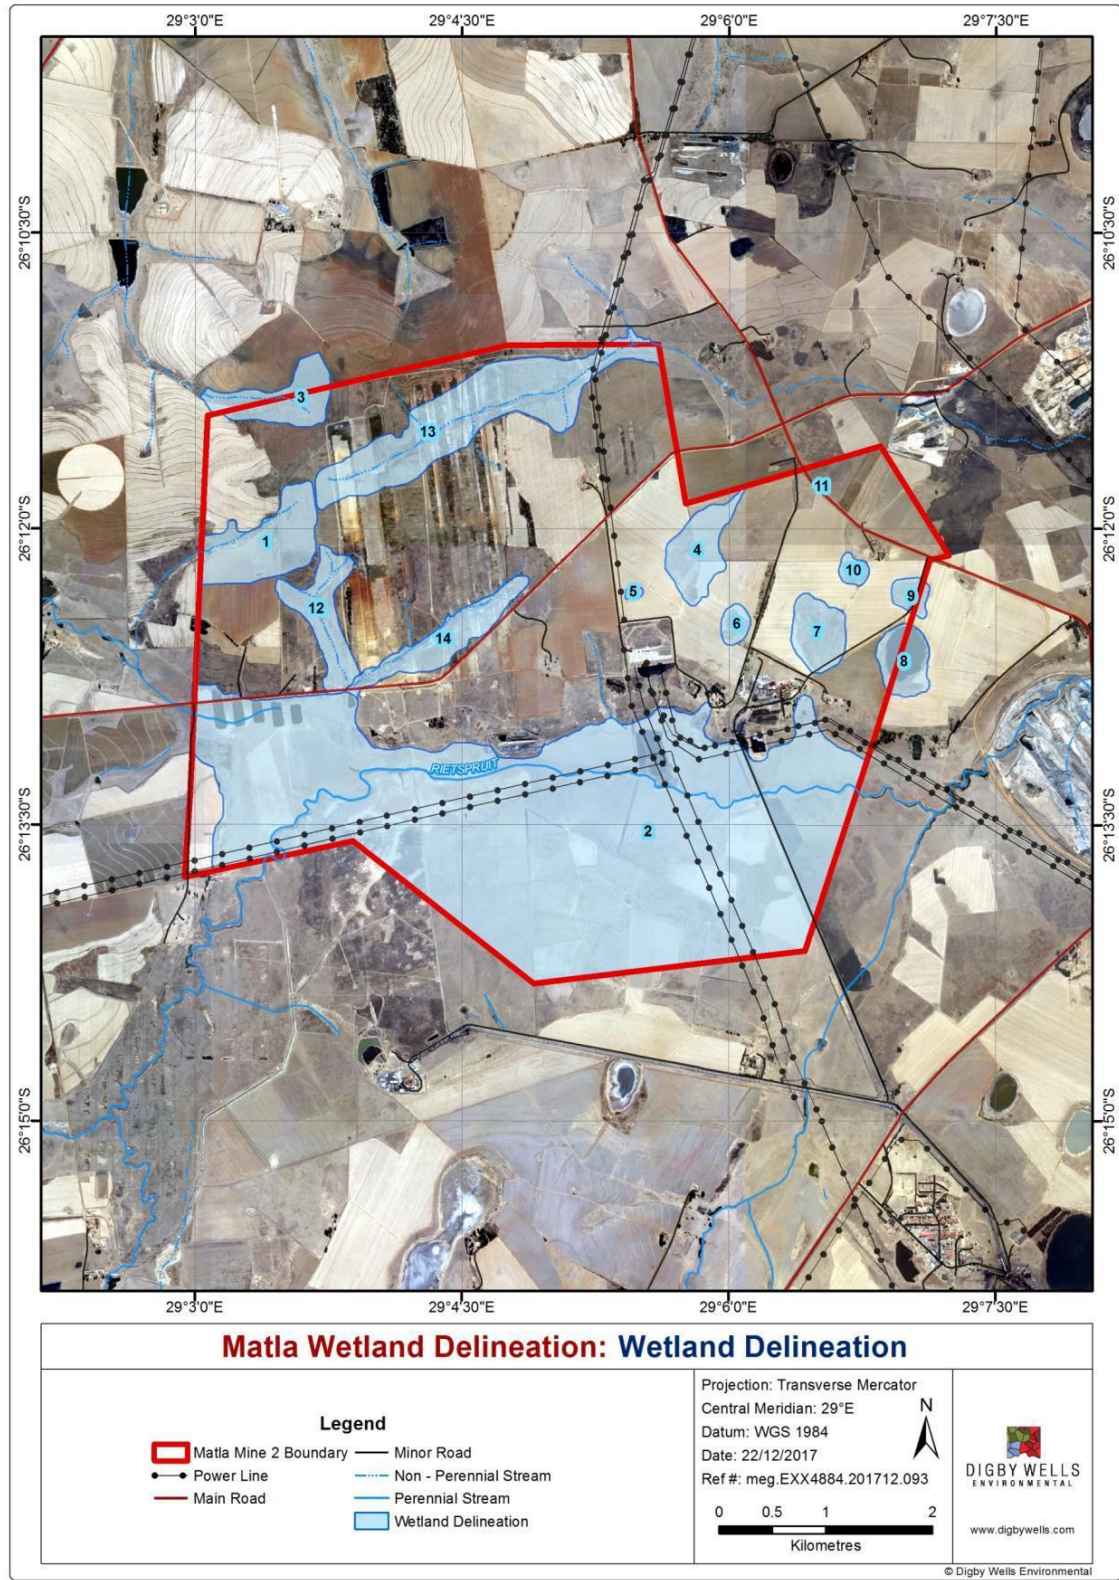 29°3'0"E 29°4'30"E 29°6'0"E 29°7'30"E
26°10'30"S 26°10'30"S
3
13
11
26°12'0"S 26°12'0"S
1
4
10
5
9
12
6
7
14
8
RIETSPRUIT
26°13'30"S 26°13'30"S
2
26°15'0"S 26°15'0"S
29°3'0"E 29°4'30"E 29°6'0"E 29°7'30"E
Matla Wetland Delineation: Wetland Delineation
Legend
Matla Mine 2 Boundary
Power Line
Main Road
Minor Road
Non - Perennial Stream
Perennial Stream
Wetland Delineation
Projection: Transverse Mercator
Central Meridian: 29°E
Datum: WGS 1984
Date: 22/12/2017
Ref #: meg.EXX4884.201712.093
N
0 0.5 1 2
Kilometres
DIGBY WELLS
ENVIRONMENTAL
www.digbywells.com
© Digby Wells Environmental